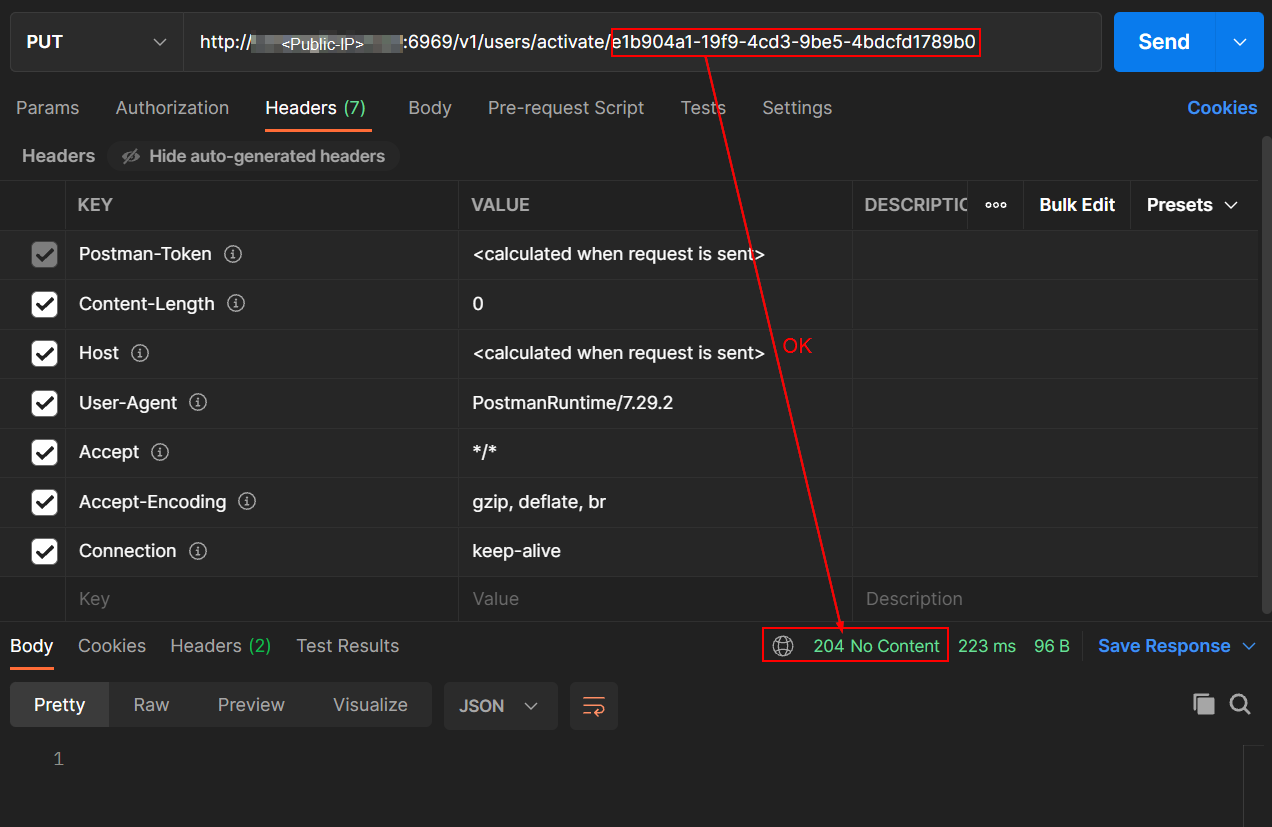 PUT http://<Public-IP>:6969/v1/users/activate/e1b904a1-19f9-4cd3-9be5-4bdcfd1789b0 Send
Params Authorization Headers (7) Body Pre-request Script Tests Settings Cookies
Headers Hide auto-generated headers
KEY VALUE DESCRIPTIO ooo Bulk Edit Presets
Postman-Token <calculated when request is sent>
Content-Length 0
Host <calculated when request is sent>
OK
User-Agent PostmanRuntime/7.29.2
Accept */*
Accept-Encoding gzip, deflate, br
Connection keep-alive
Key Value Description
Body Cookies Headers (2) Test Results 204 No Content 223 ms 96 B Save Response
Pretty Raw Preview Visualize JSON
1